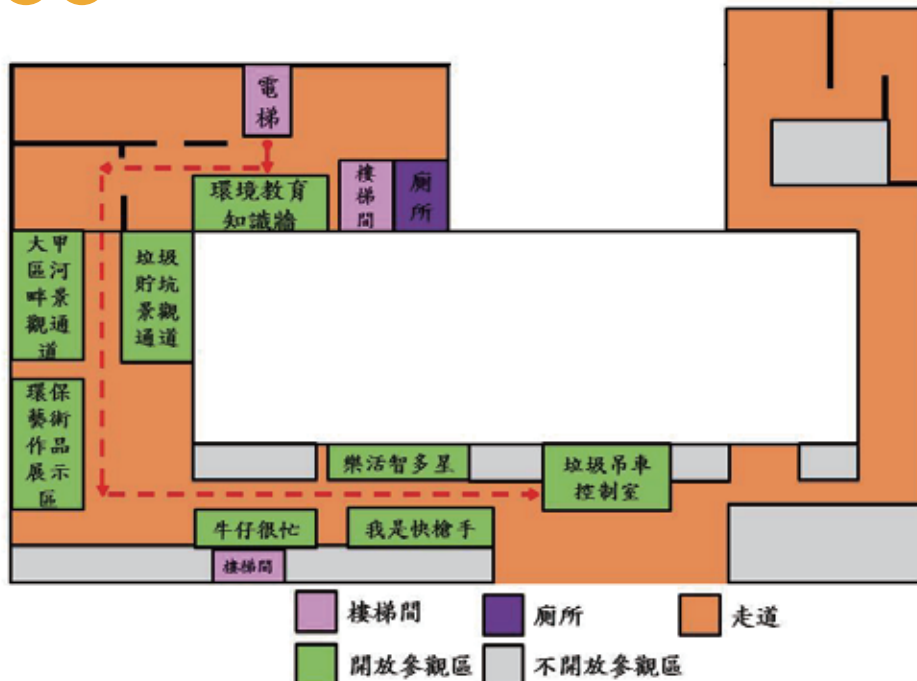 電
梯
環境教育
知識牆
樓
梯
間
廁
所
大甲
區河
畔景
觀通
道
垃圾
貯坑
景觀
通道
環保
藝術
作品
展示
區
樂活智多星
垃圾吊車
控制室
牛仔很忙
我是快槍手
樓梯間
樓梯間
廁所
走道
開放參觀區
不開放參觀區